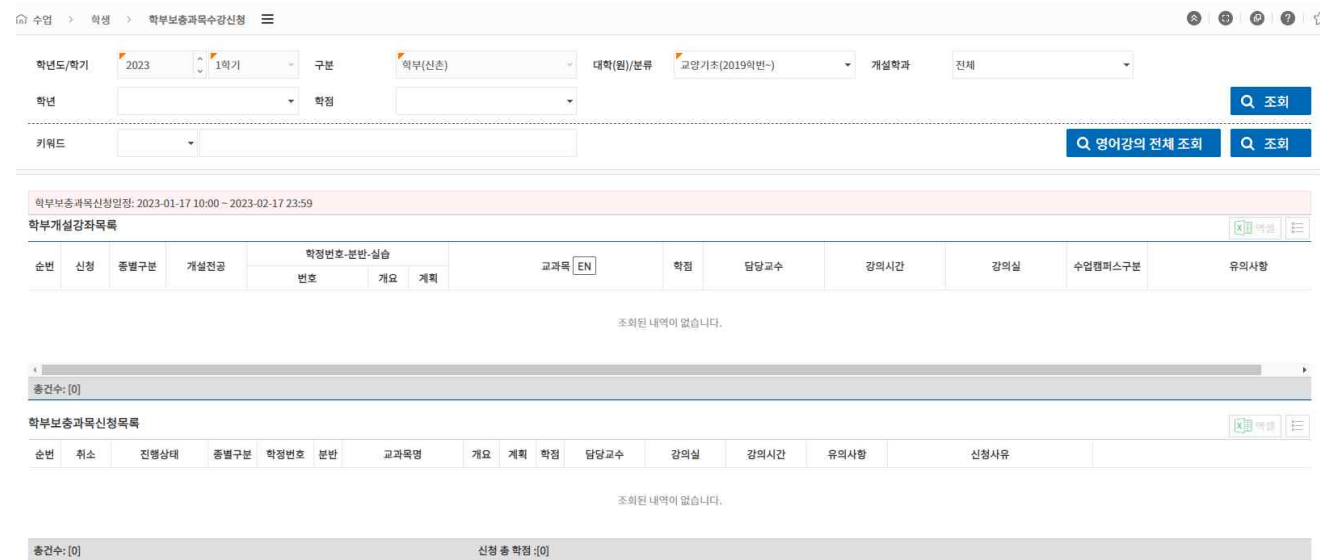 수업 > 학생 > 학부보충과목수강신청
학년도/학기 2023 1학기 구분 학부(신촌) 대학(원)/분류 교양기초(2019학번~) 개설학과 전체
학년 학점 조회
키워드 영어강의 전체 조회 조회
학부보충과목신청일정: 2023-01-17 10:00 ~ 2023-02-17 23:59
학부개설강좌목록 엑셀
순번 신청 종별구분 개설전공 학정번호-분반-실습 교과목 EN 학점 담당교수 강의시간 강의실 수업캠퍼스구분 유의사항
번호 개요 계획
조회된 내역이 없습니다.
총건수: [0]
학부보충과목신청목록 엑셀
순번 취소 진행상태 종별구분 학정번호 분반 교과목명 개요 계획 학점 담당교수 강의실 강의시간 유의사항 신청사유
조회된 내역이 없습니다.
총건수: [0] 신청 총 학점 :[0]